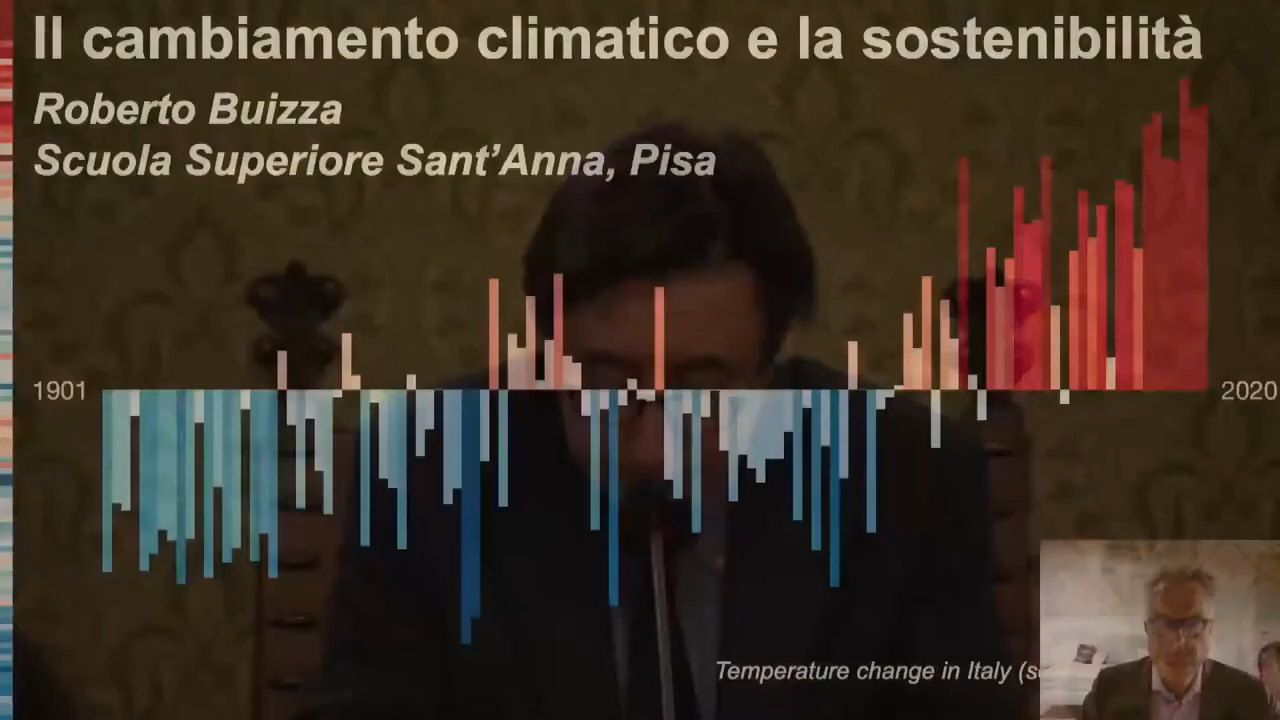 Il cambiamento climatico e la sostenibilità
Roberto Buizza
Scuola Superiore Sant’Anna, Pisa
1901
2020
Temperature change in Italy